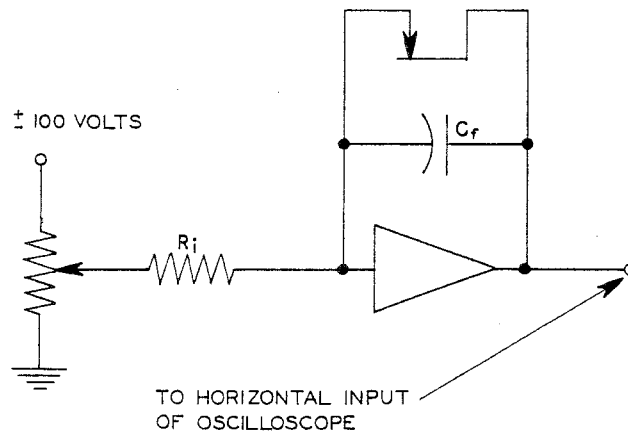 ± 100 VOLTS
Cf
Ri
TO HORIZONTAL INPUT
OF OSCILLOSCOPE